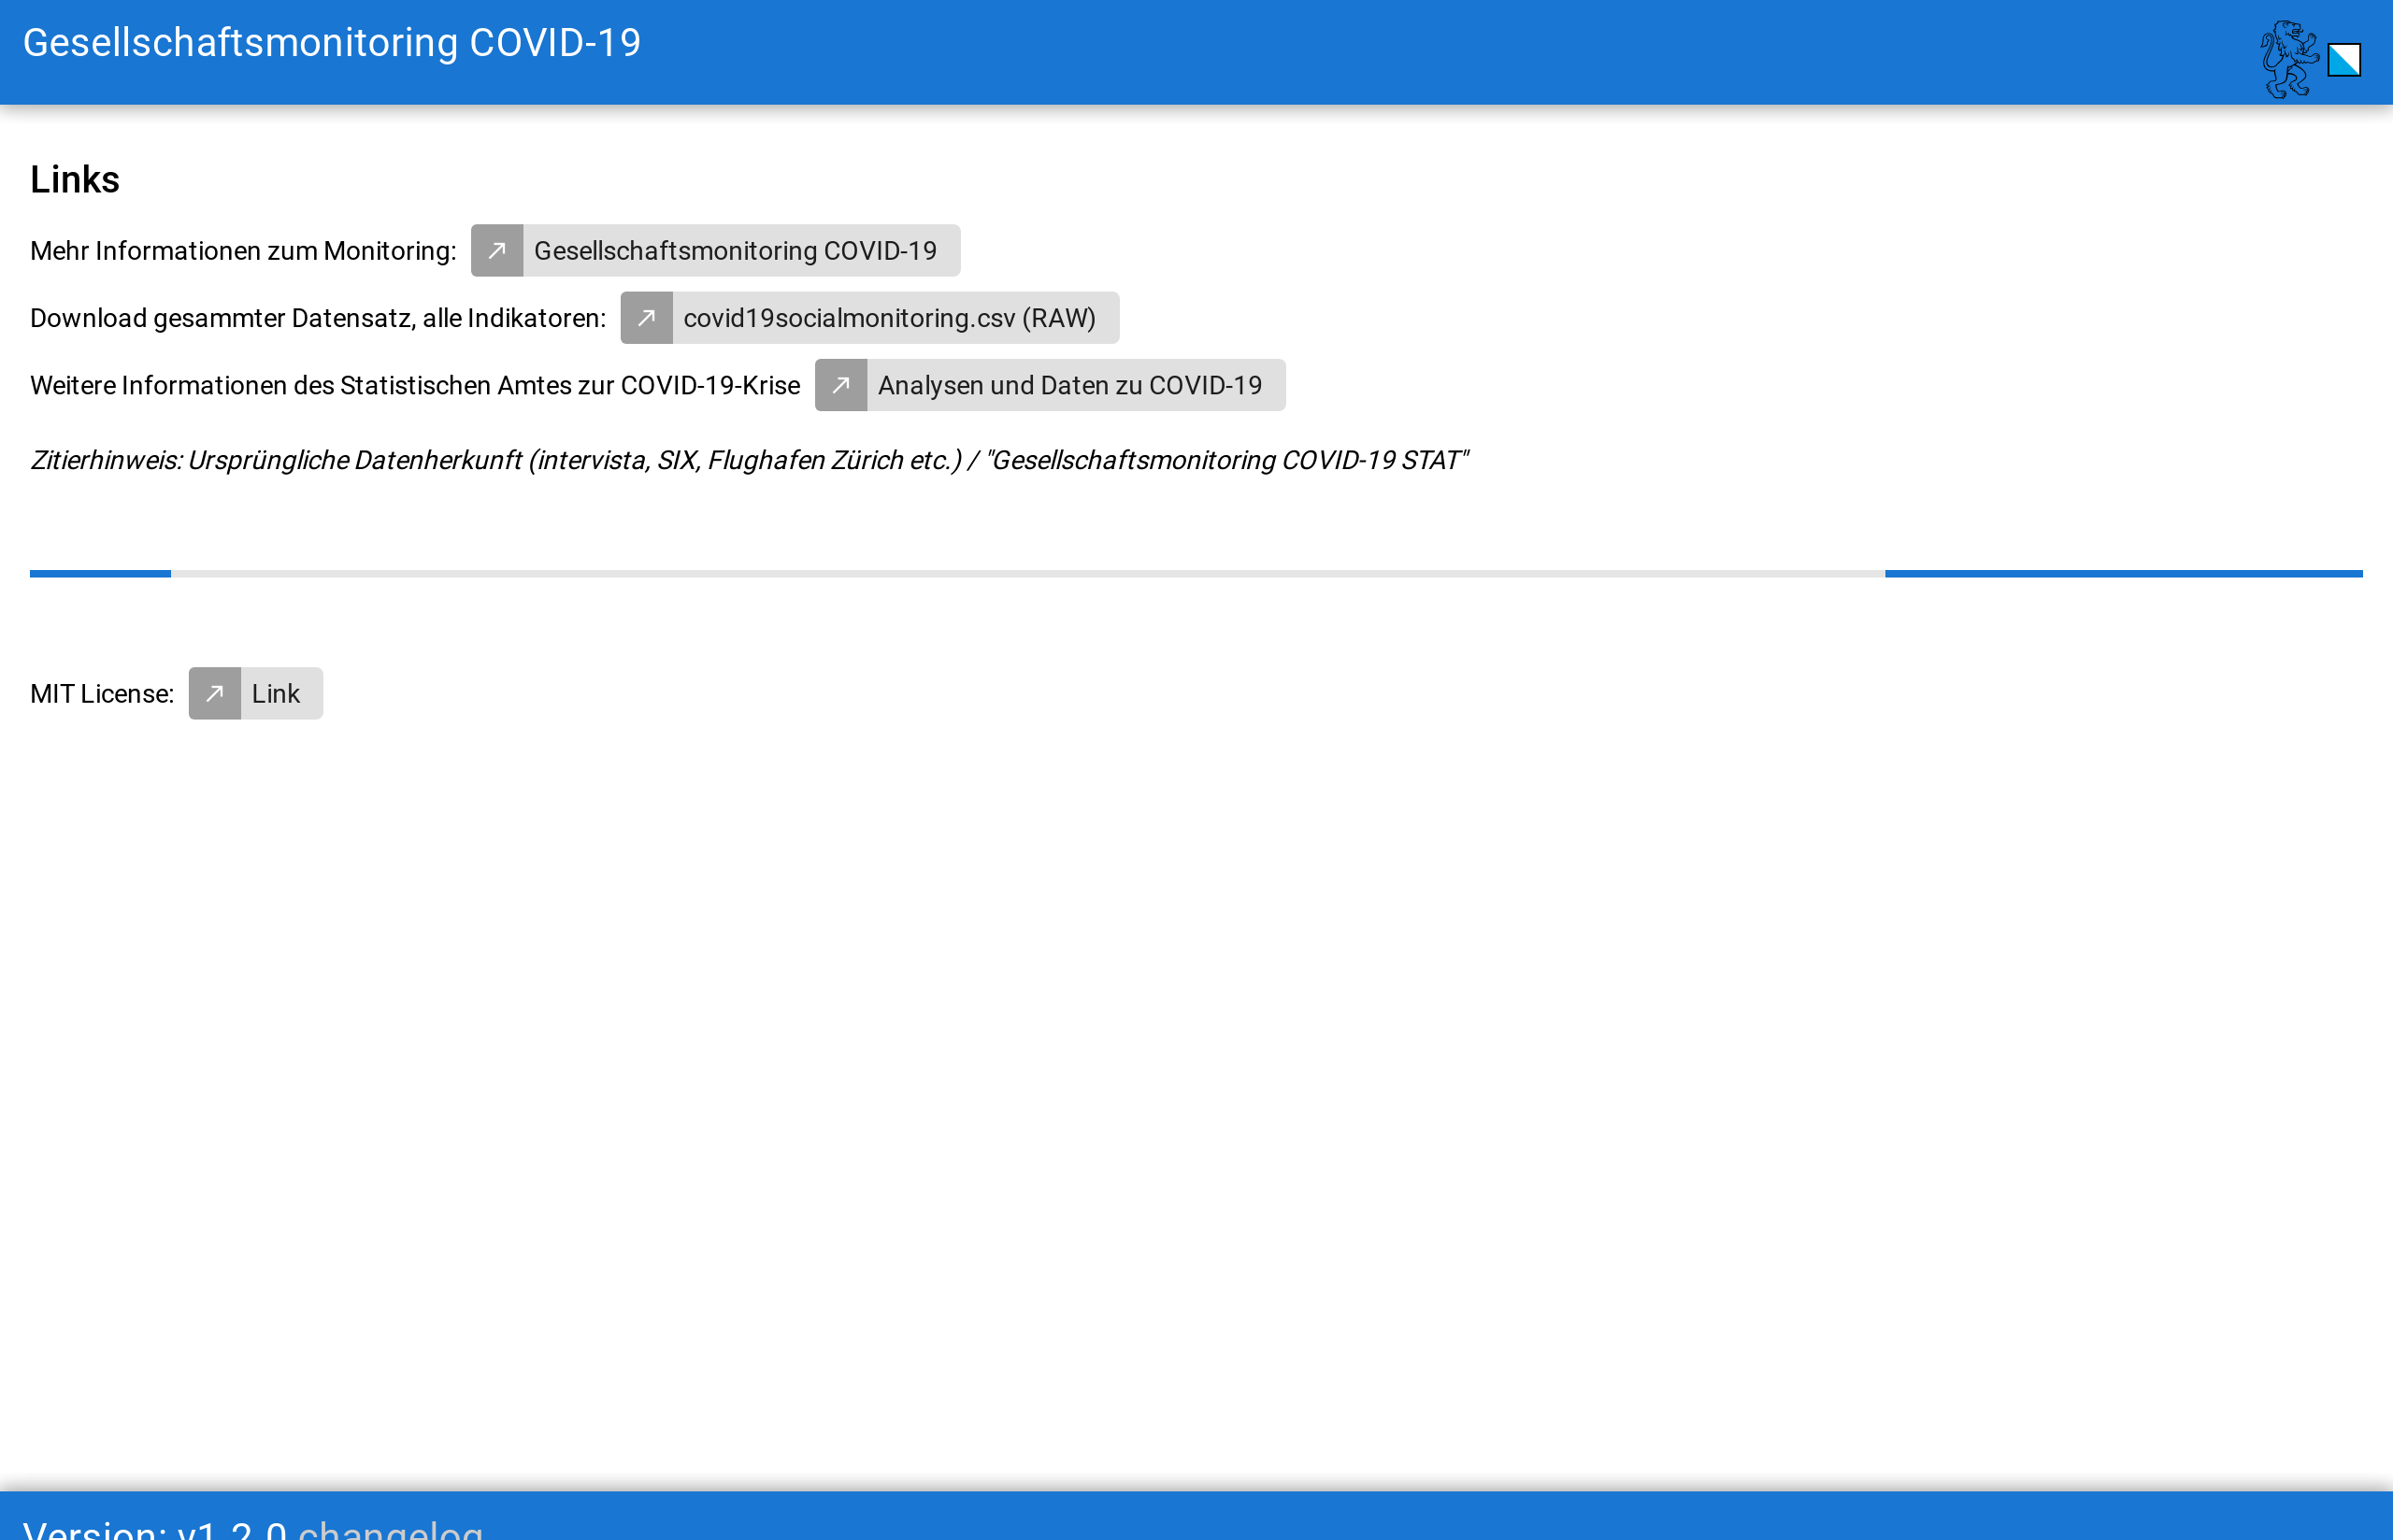 Gesellschaftsmonitoring COVID-19
Links
Mehr Informationen zum Monitoring: Gesellschaftsmonitoring COVID-19
Download gesammter Datensatz, alle Indikatoren: covid19socialmonitoring.csv (RAW)
Weitere Informationen des Statistischen Amtes zur COVID-19-Krise Analysen und Daten zu COVID-19
Zitierhinweis: Ursprüngliche Datenherkunft (intervista, SIX, Flughafen Zürich etc.) / "Gesellschaftsmonitoring COVID-19 STAT"
MIT License: Link
Version: v1.2.0 changelog